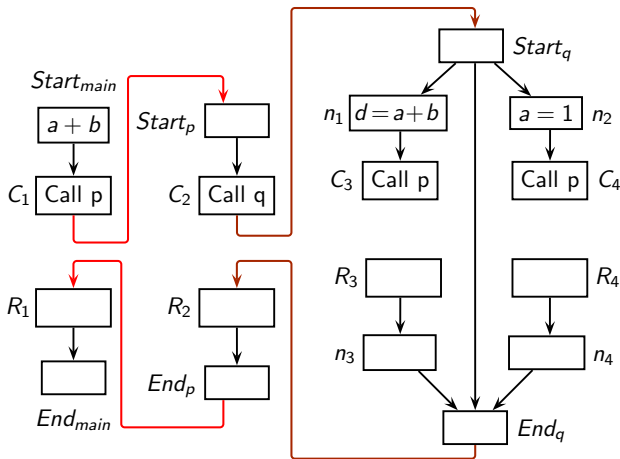 Start_q
Start_main
a + b
Start_p
n_1
d = a+b
a = 1
n_2
C_1
Call p
C_2
Call q
C_3
Call p
Call p
C_4
R_3
R_4
R_1
R_2
n_3
n_4
End_p
End_main
End_q